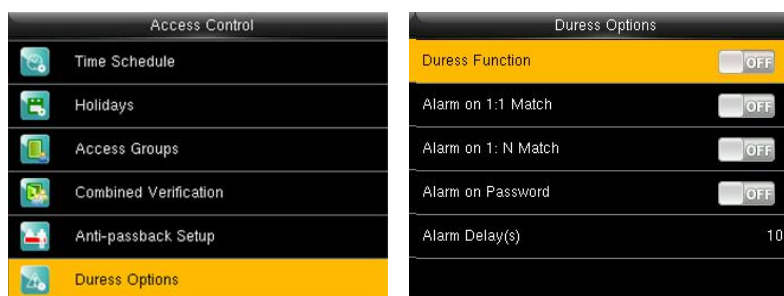 Access Control
Time Schedule
Holidays
Access Groups
Combined Verification
Anti-passback Setup
Duress Options
Duress Options
Duress Function OFF
Alarm on 1:1 Match OFF
Alarm on 1: N Match OFF
Alarm on Password OFF
Alarm Delay(s) 10